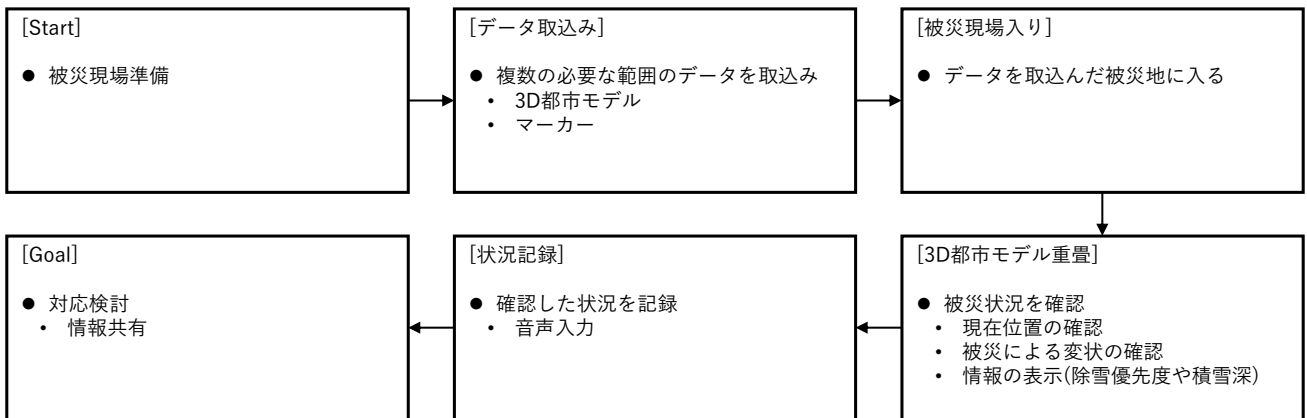 [Start]
● 被災現場準備
[データ取込み]
● 複数の必要な範囲のデータを取込み
• 3D都市モデル
• マーカー
[被災現場入り]
● データを取込んだ被災地に入る
[3D都市モデル重畳]
● 被災状況を確認
• 現在位置の確認
• 被災による変状の確認
• 情報の表示(除雪優先度や積雪深)
[状況記録]
● 確認した状況を記録
• 音声入力
[Goal]
● 対応検討
• 情報共有